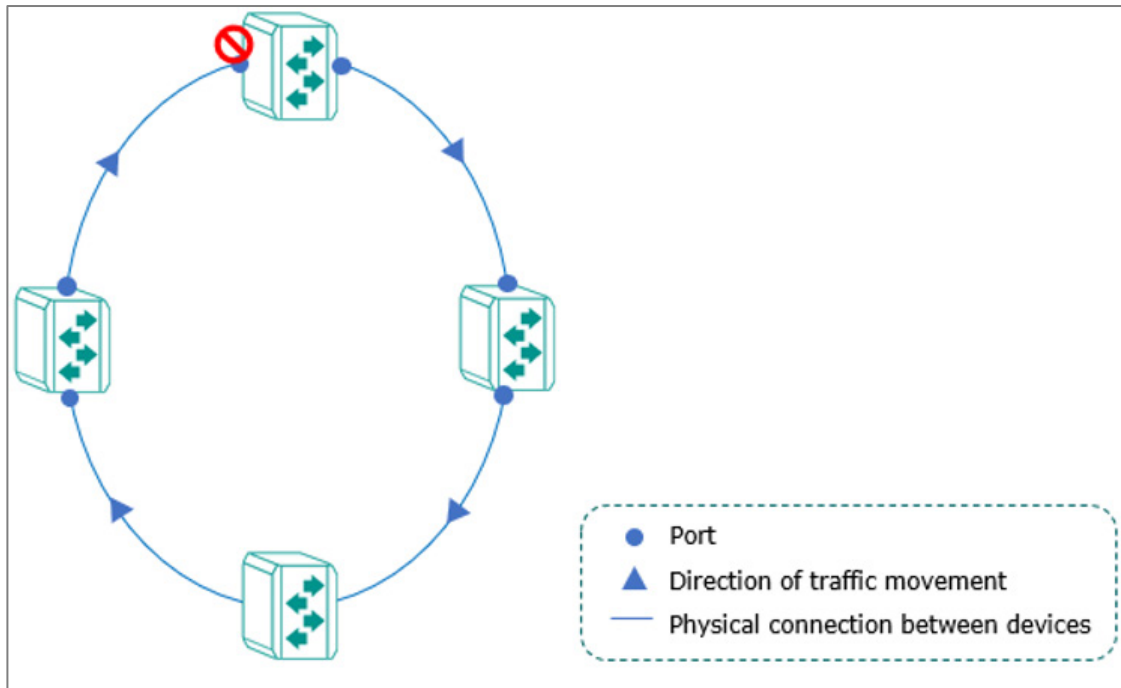 Port
Direction of traffic movement
Physical connection between devices